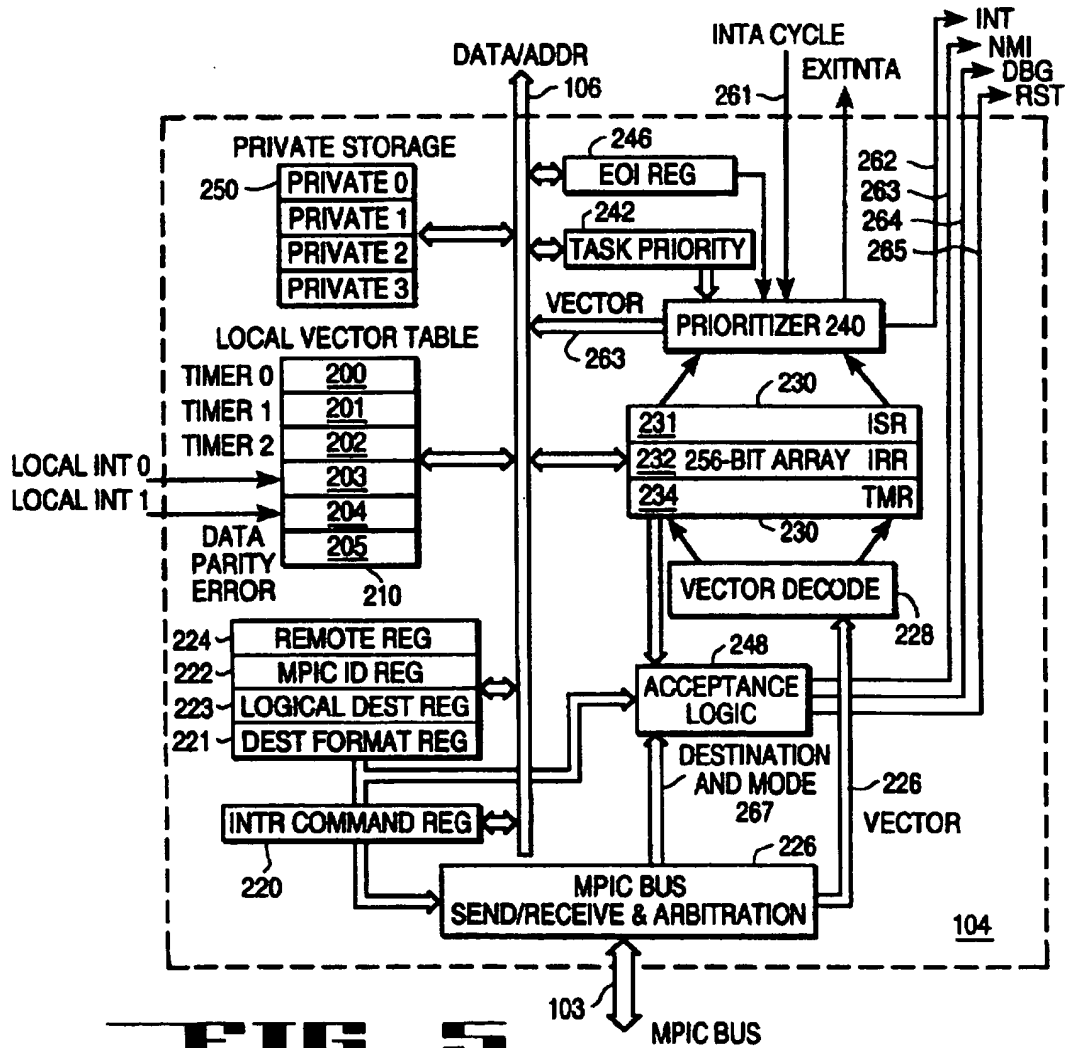 INT
NMI
DBG
RST
INTA CYCLE
EXITNTA
DATA/ADDR
106
261
262
263
264
265
PRIVATE STORAGE
250
PRIVATE 0
PRIVATE 1
PRIVATE 2
PRIVATE 3
246
EOI REG
242
TASK PRIORITY
VECTOR
263
PRIORITIZER 240
LOCAL VECTOR TABLE
TIMER 0 200
TIMER 1 201
TIMER 2 202
LOCAL INT 0 203
LOCAL INT 1 204
DATA PARITY ERROR 205
210
230
231 ISR
232 256-BIT ARRAY IRR
234 TMR
230
VECTOR DECODE
228
224 REMOTE REG
222 MPIC ID REG
223 LOGICAL DEST REG
221 DEST FORMAT REG
248
ACCEPTANCE
LOGIC
DESTINATION
AND MODE
267
226
VECTOR
INTR COMMAND REG
220
226
MPIC BUS
SEND/RECEIVE & ARBITRATION
104
103
MPIC BUS
FIG 5